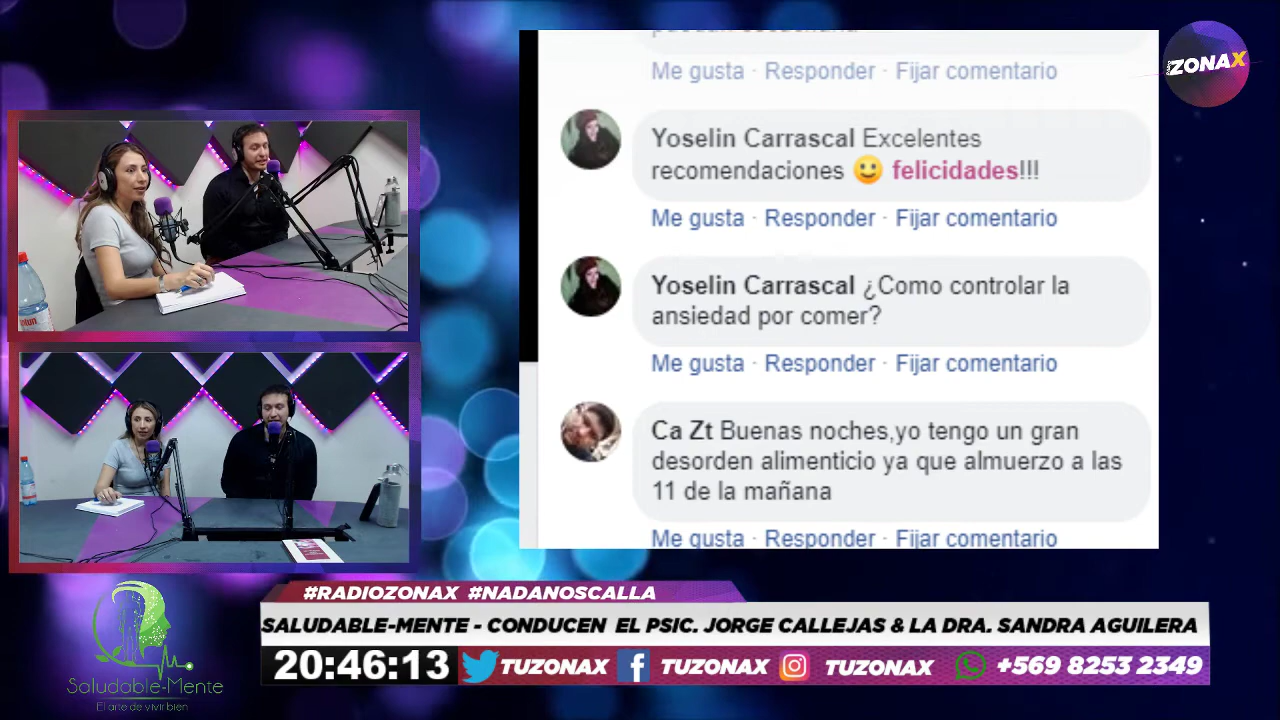 Me gusta · Responder · Fijar comentario
Yoselin Carrascal Excelentes
recomendaciones 🙂 felicidades!!!
Me gusta · Responder · Fijar comentario
Yoselin Carrascal ¿Como controlar la
ansiedad por comer?
Me gusta · Responder · Fijar comentario
Ca Zt Buenas noches,yo tengo un gran
desorden alimenticio ya que almuerzo a las
11 de la mañana
Me gusta · Responder · Fijar comentario
ZONAX
#RADIOZONAX #NADANOSCALLA
SALUDABLE-MENTE - CONDUCEN EL PSIC. JORGE CALLEJAS & LA DRA. SANDRA AGUILERA
20:46:13 TUZONAX TUZONAX TUZONAX +569 8253 2349
Saludable-Mente
El arte de vivir bien